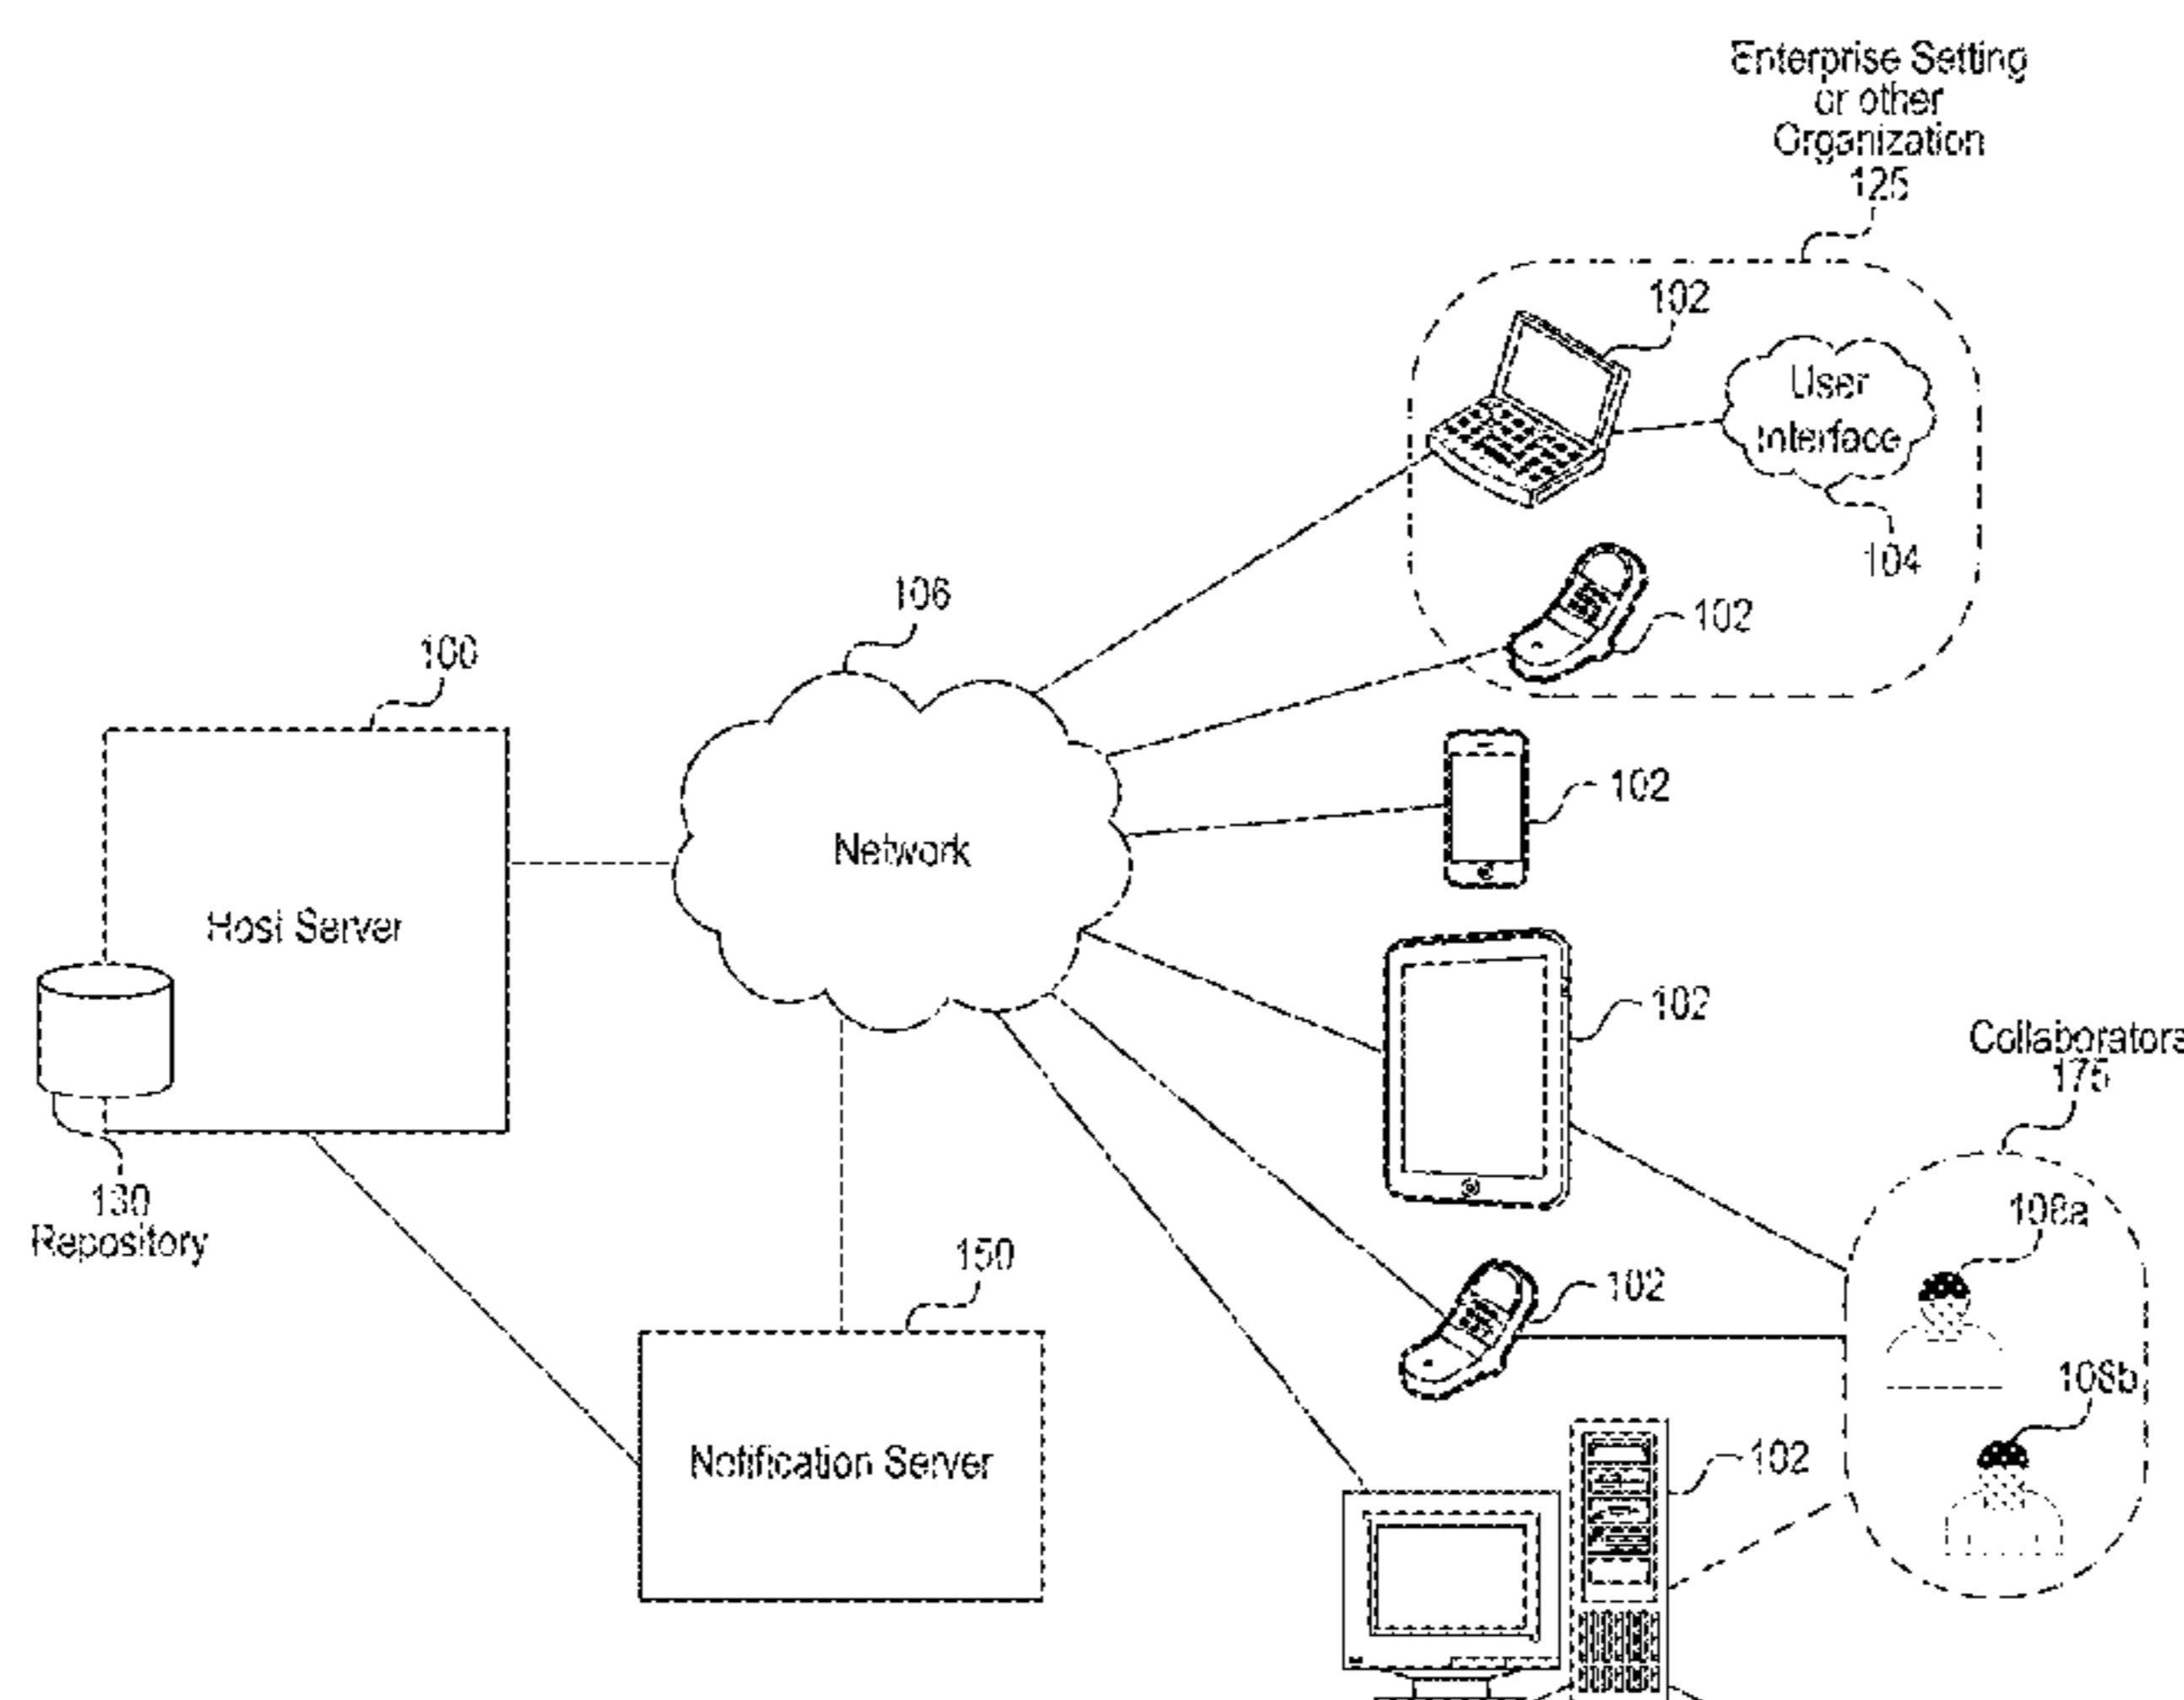 Enterprise Setting
or other
Organization
125
102
User
Interface
104
102
106
100
102
Network
Host Server
102
Collaborators
175
130
Repository
108a
150
102
108b
Notification Server
102